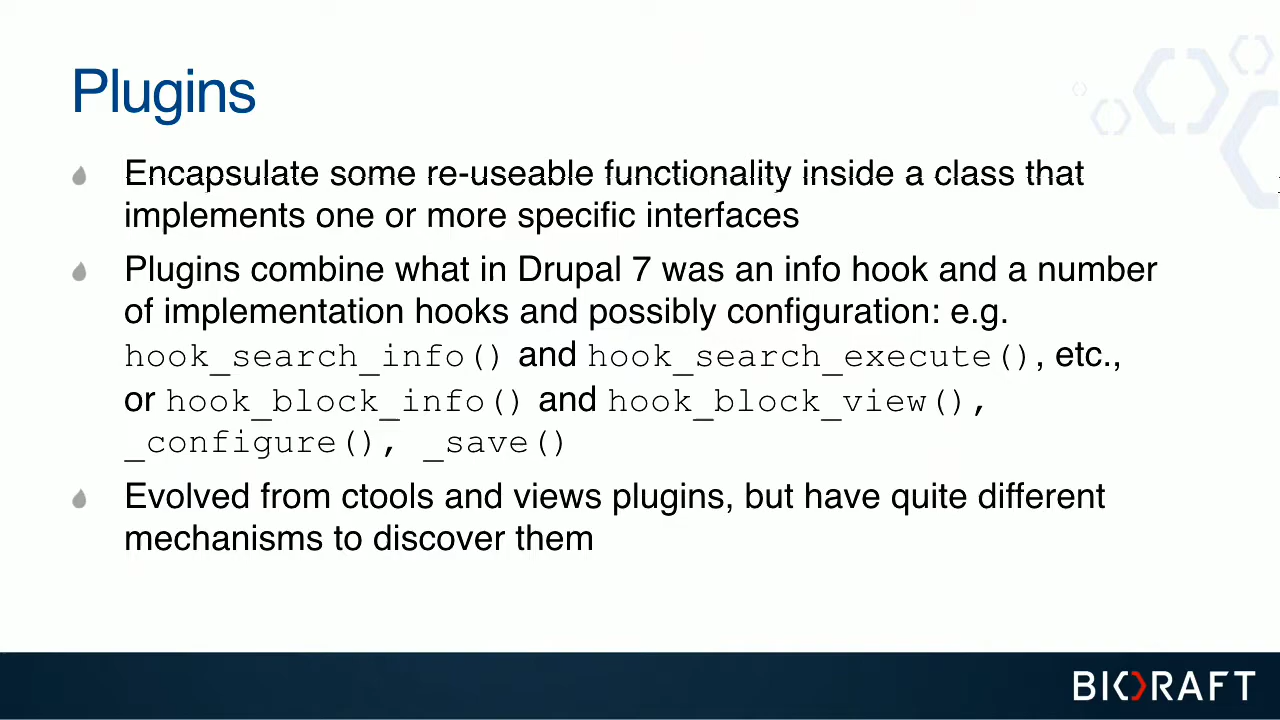 Plugins
Encapsulate some re-useable functionality inside a class that
implements one or more specific interfaces
Plugins combine what in Drupal 7 was an info hook and a number
of implementation hooks and possibly configuration: e.g.
hook_search_info() and hook_search_execute(), etc.,
or hook_block_info() and hook_block_view(),
_configure(), _save()
Evolved from ctools and views plugins, but have quite different
mechanisms to discover them
BIORAFT